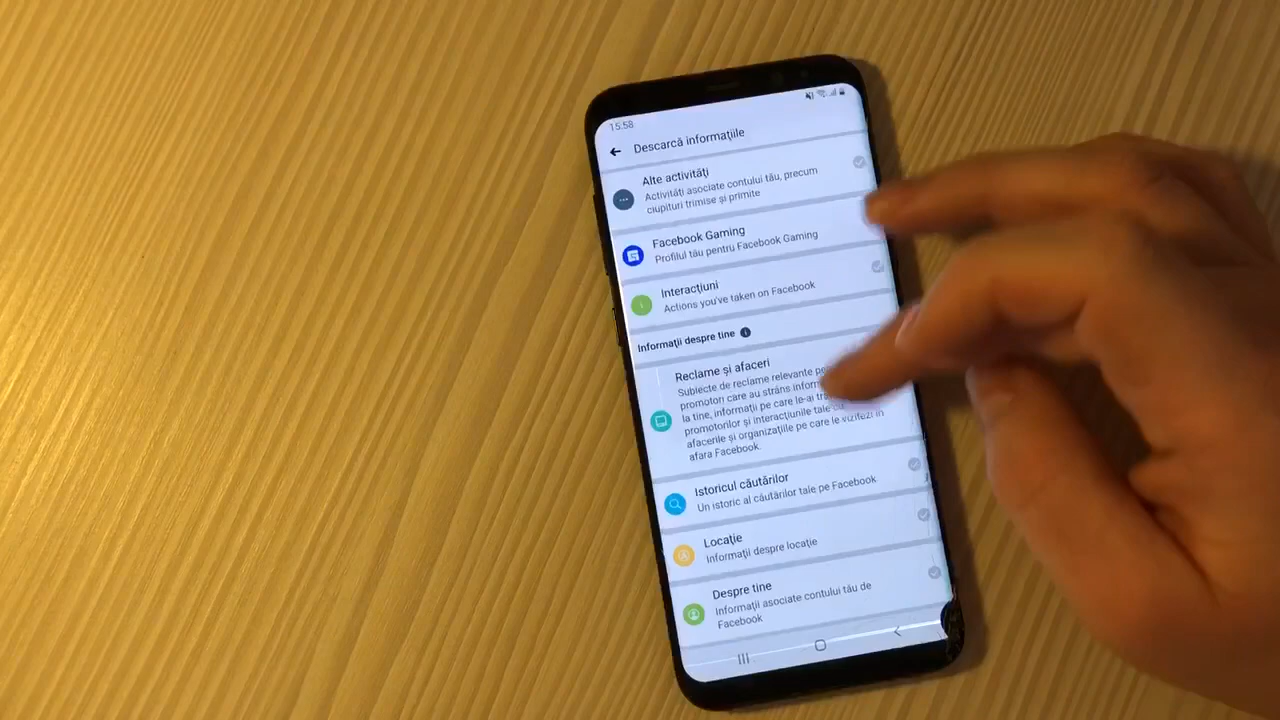 15:58
Descarcă informațiile
Alte activități
Activități asociate contului tău, precum
ciupituri trimise și primite
Facebook Gaming
Profilul tău pentru Facebook Gaming
Interacțiuni
Actions you've taken on Facebook
Informații despre tine
Reclame și afaceri
Subiecte de reclame relevante
promotori care au strâns
la tine, informații pe care le-ai
promotorilor și interacțiunile tale cu
afacerile și organizațiile pe care le vizitezi în
afara Facebook.
Istoricul căutărilor
Un istoric al căutărilor tale pe Facebook
Locație
Informații despre locație
Despre tine
Informații asociate contului tău de
Facebook